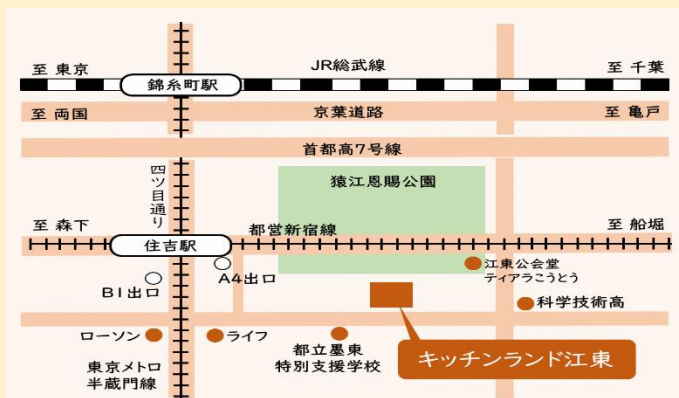 JR総武線
至 東京
至 千葉
錦糸町駅
至 両国
京葉道路
至 亀戸
首都高7号線
四ツ目通り
猿江恩賜公園
至 森下
都営新宿線
至 船堀
住吉駅
A4出口
B1出口
江東公会堂
ティアラこうとう
科学技術高
ローソン
ライフ
都立墨東
特別支援学校
キッチンランド江東
東京メトロ
半蔵門線